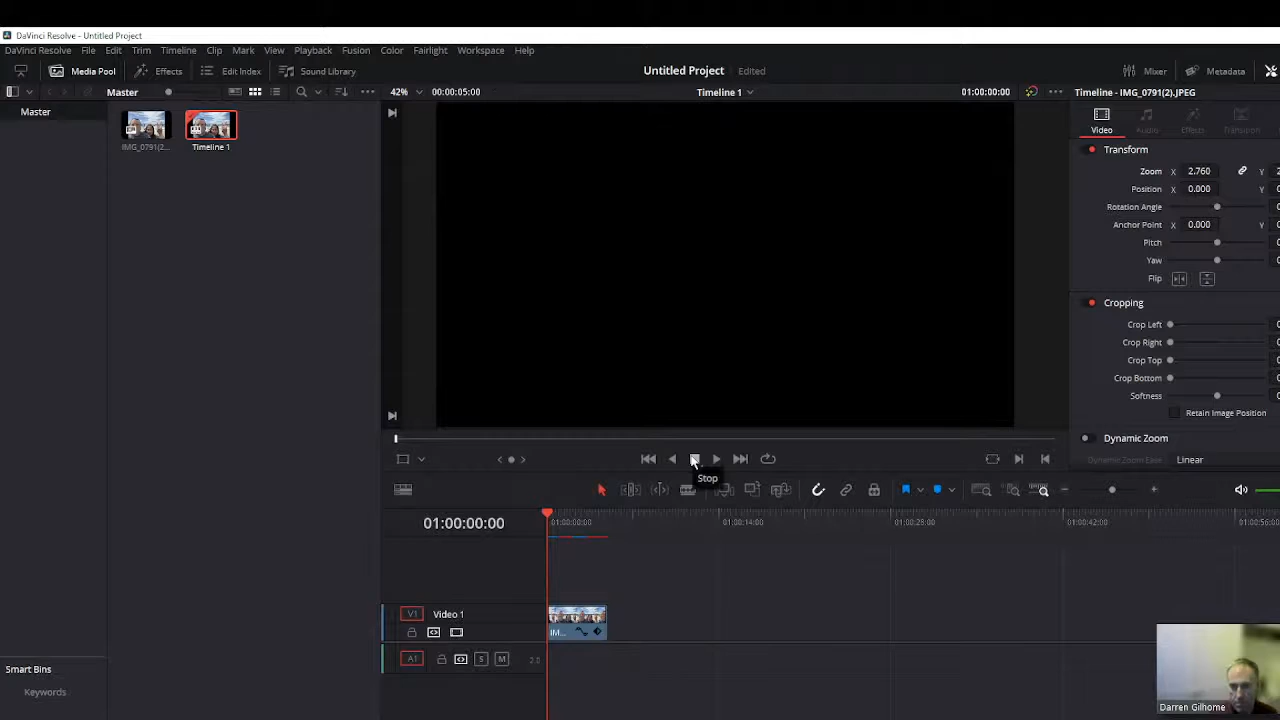 DaVinci Resolve - Untitled Project
DaVinci Resolve File Edit Trim Timeline Clip Mark View Playback Fusion Color Fairlight Workspace Help
Media Pool Effects Edit Index Sound Library Untitled Project Edited Mixer Metadata
Master 42% 00:00:05:00 Timeline 1 01:00:00:00 Timeline - IMG_0791(2).JPEG
Master
IMG_0791(2... Timeline 1
Video Audio Effects Transition
Transform
Zoom X 2.760 Y
Position X 0.000 Y
Rotation Angle
Anchor Point X 0.000 Y
Pitch
Yaw
Flip
Cropping
Crop Left
Crop Right
Crop Top
Crop Bottom
Softness
Retain Image Position
Dynamic Zoom
Dynamic Zoom Ease Linear
Stop
01:00:00:00 01:00:00:00 01:00:14:00 01:00:28:00 01:00:42:00 01:00:56:00
V1 Video 1
IM...
A1 S M 2.0
Smart Bins
Keywords
Darren Gilhome